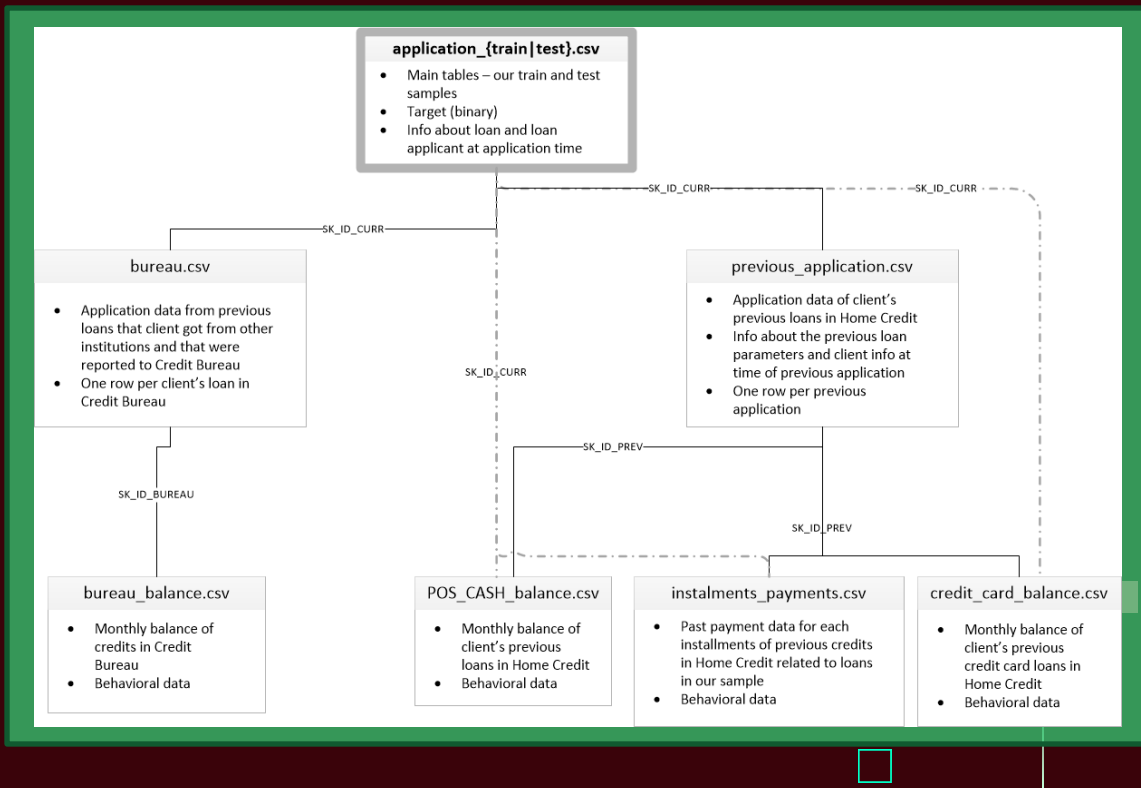 application_{train|test}.csv
• Main tables – our train and test
samples
• Target (binary)
• Info about loan and loan
applicant at application time
SK_ID_CURR
SK_ID_CURR
SK_ID_CURR
bureau.csv
• Application data from previous
loans that client got from other
institutions and that were
reported to Credit Bureau
• One row per client's loan in
Credit Bureau
previous_application.csv
• Application data of client's
previous loans in Home Credit
• Info about the previous loan
parameters and client info at
time of previous application
• One row per previous
application
SK_ID_CURR
SK_ID_PREV
SK_ID_BUREAU
SK_ID_PREV
bureau_balance.csv
• Monthly balance of
credits in Credit
Bureau
• Behavioral data
POS_CASH_balance.csv
• Monthly balance of
client's previous
loans in Home Credit
• Behavioral data
instalments_payments.csv
• Past payment data for each
installments of previous credits
in Home Credit related to loans
in our sample
• Behavioral data
credit_card_balance.csv
• Monthly balance of
client's previous
credit card loans in
Home Credit
• Behavioral data